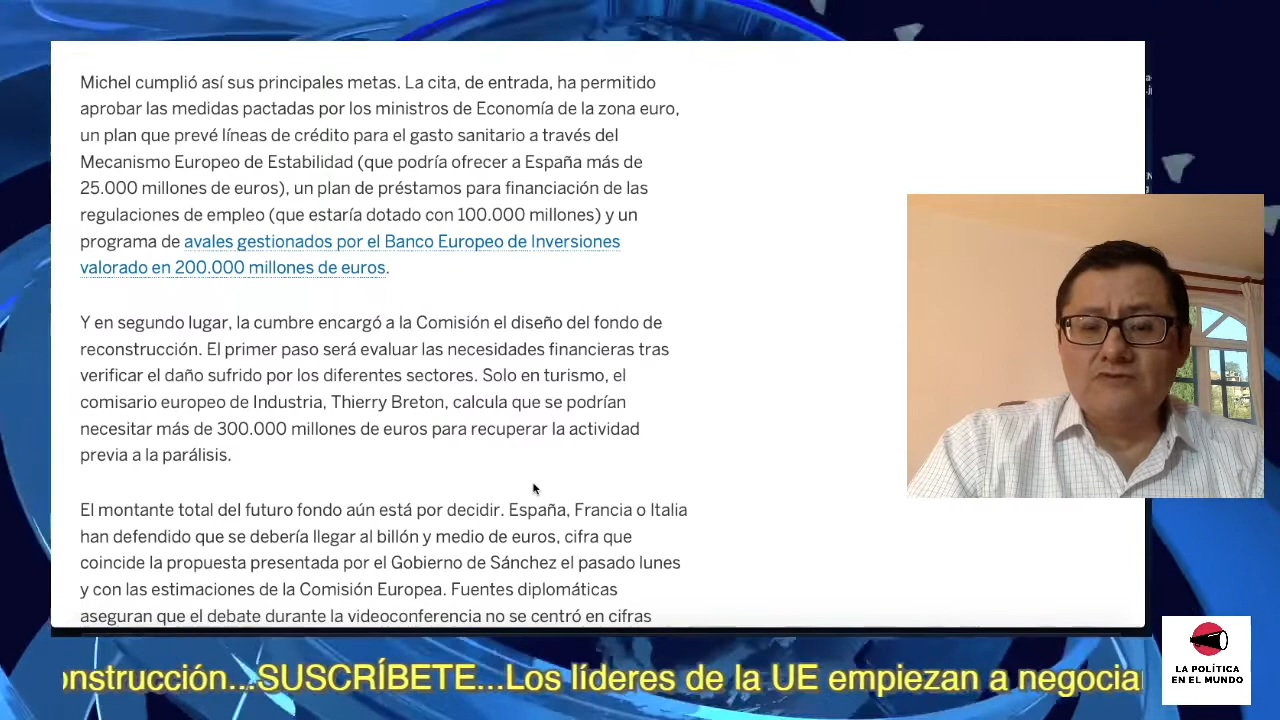 Michel cumplió así sus principales metas. La cita, de entrada, ha permitido
aprobar las medidas pactadas por los ministros de Economía de la zona euro,
un plan que prevé líneas de crédito para el gasto sanitario a través del
Mecanismo Europeo de Estabilidad (que podría ofrecer a España más de
25.000 millones de euros), un plan de préstamos para financiación de las
regulaciones de empleo (que estaría dotado con 100.000 millones) y un
programa de avales gestionados por el Banco Europeo de Inversiones
valorado en 200.000 millones de euros.
Y en segundo lugar, la cumbre encargó a la Comisión el diseño del fondo de
reconstrucción. El primer paso será evaluar las necesidades financieras tras
verificar el daño sufrido por los diferentes sectores. Solo en turismo, el
comisario europeo de Industria, Thierry Breton, calcula que se podrían
necesitar más de 300.000 millones de euros para recuperar la actividad
previa a la parálisis.
El montante total del futuro fondo aún está por decidir. España, Francia o Italia
han defendido que se debería llegar al billón y medio de euros, cifra que
coincide la propuesta presentada por el Gobierno de Sánchez el pasado lunes
y con las estimaciones de la Comisión Europea. Fuentes diplomáticas
aseguran que el debate durante la videoconferencia no se centró en cifras
onstrucción...SUSCRÍBETE...Los líderes de la UE empiezan a negocia
LA POLÍTICA
EN EL MUNDO